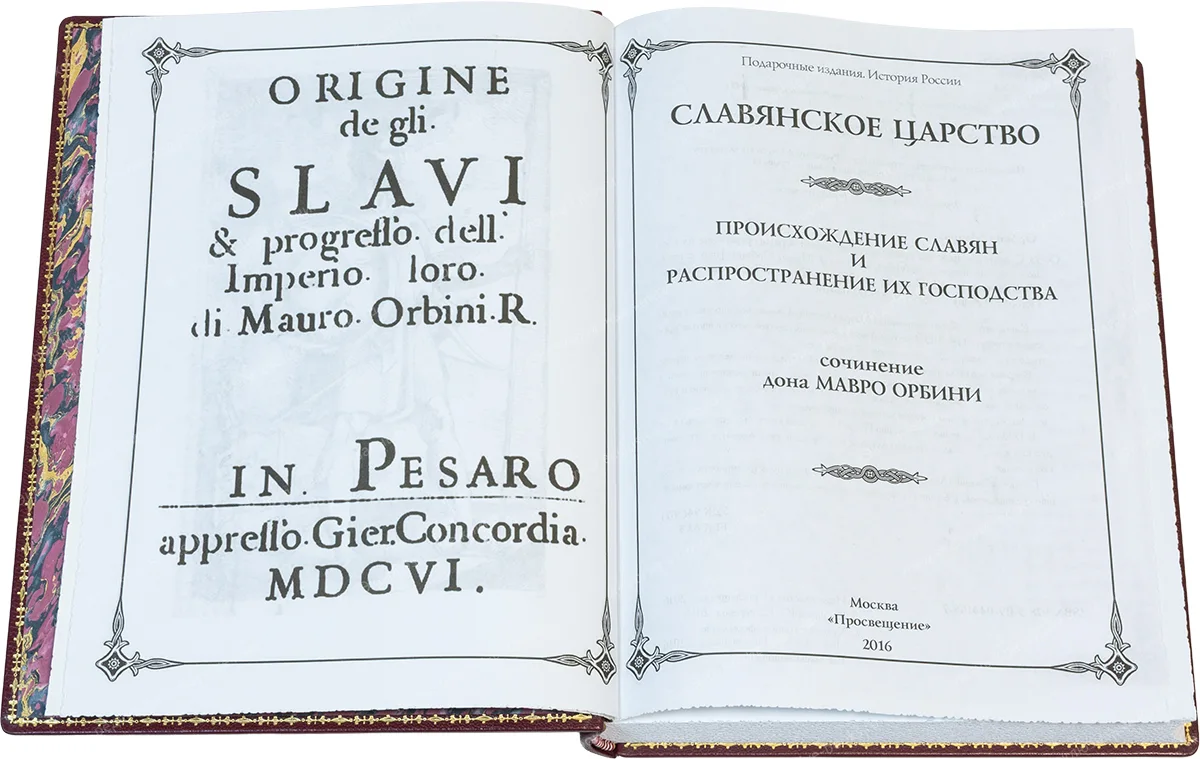 ORIGINE
de gli.
SLAVI
& progreſſo. dell.
Imperio. loro.
di Mauro. Orbini. R.
IN. PESARO
appreſſo. Gier. Concordia.
MDCVI.
Подарочные издания. История России
СЛАВЯНСКОЕ ЦАРСТВО
ПРОИСХОЖДЕНИЕ СЛАВЯН
И
РАСПРОСТРАНЕНИЕ ИХ ГОСПОДСТВА
сочинение
дона МАВРО ОРБИНИ
Москва
«Просвещение»
2016